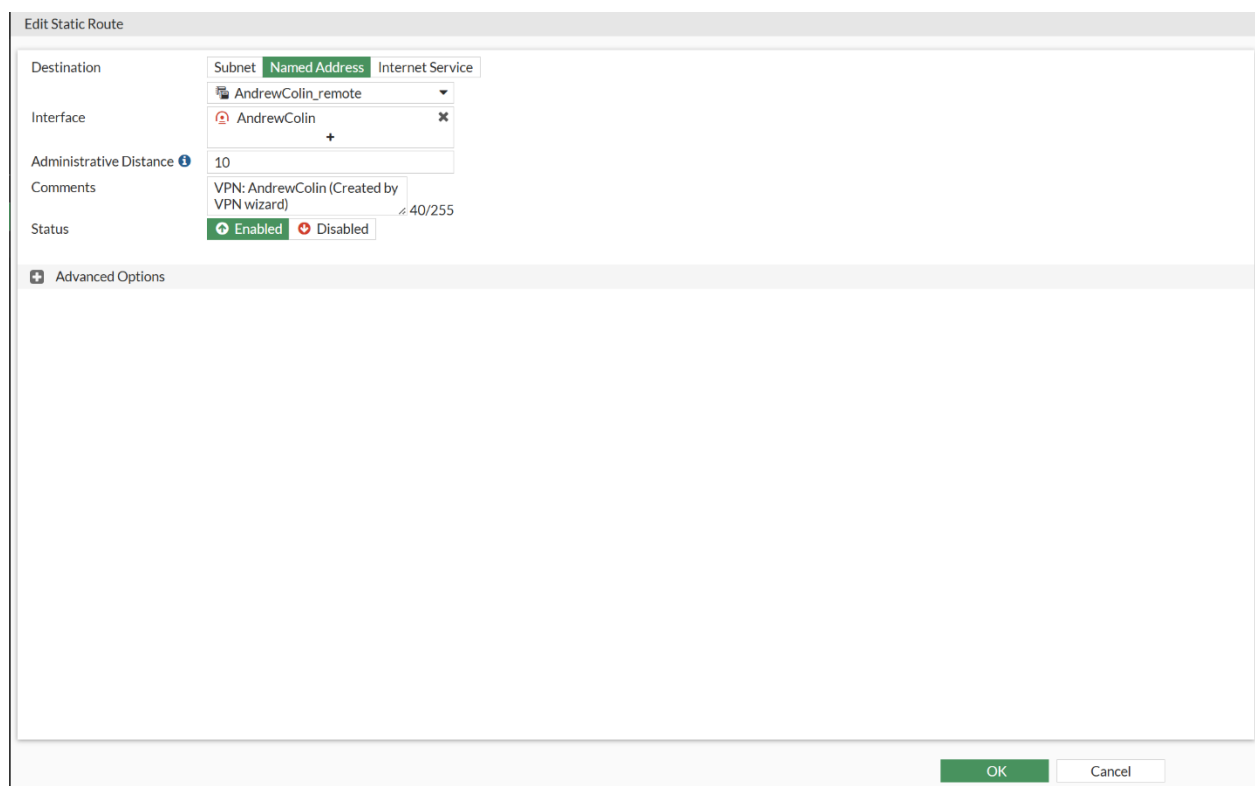 Edit Static Route
Destination
Subnet Named Address Internet Service
AndrewColin_remote
Interface
AndrewColin
+
Administrative Distance
10
Comments
VPN: AndrewColin (Created by
VPN wizard)
40/255
Status
Enabled Disabled
Advanced Options
OK Cancel